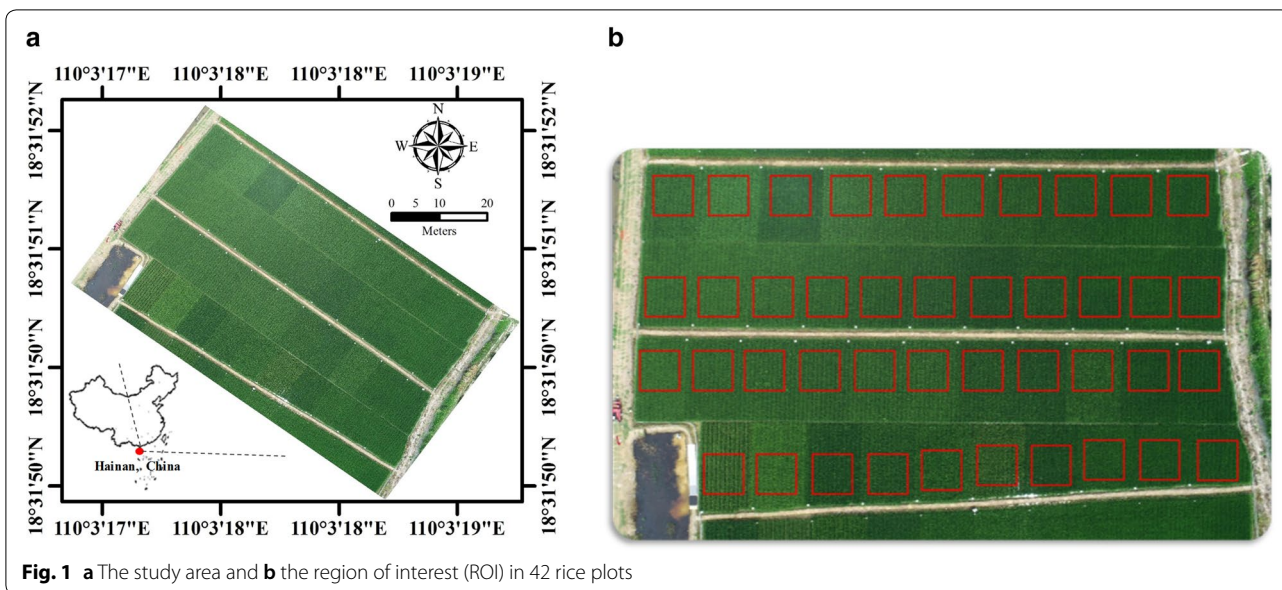 a
b
110°3'17"E 110°3'18"E 110°3'18"E 110°3'19"E
18°31'52"N
18°31'51"N
18°31'50"N
18°31'50"N
18°31'52"N
18°31'51"N
18°31'50"N
18°31'50"N
N
W E
S
0 10 20
Meters
Hainan,. China
110°3'17"E 110°3'18"E 110°3'18"E 110°3'19"E
Fig. 1 a The study area and b the region of interest (ROI) in 42 rice plots